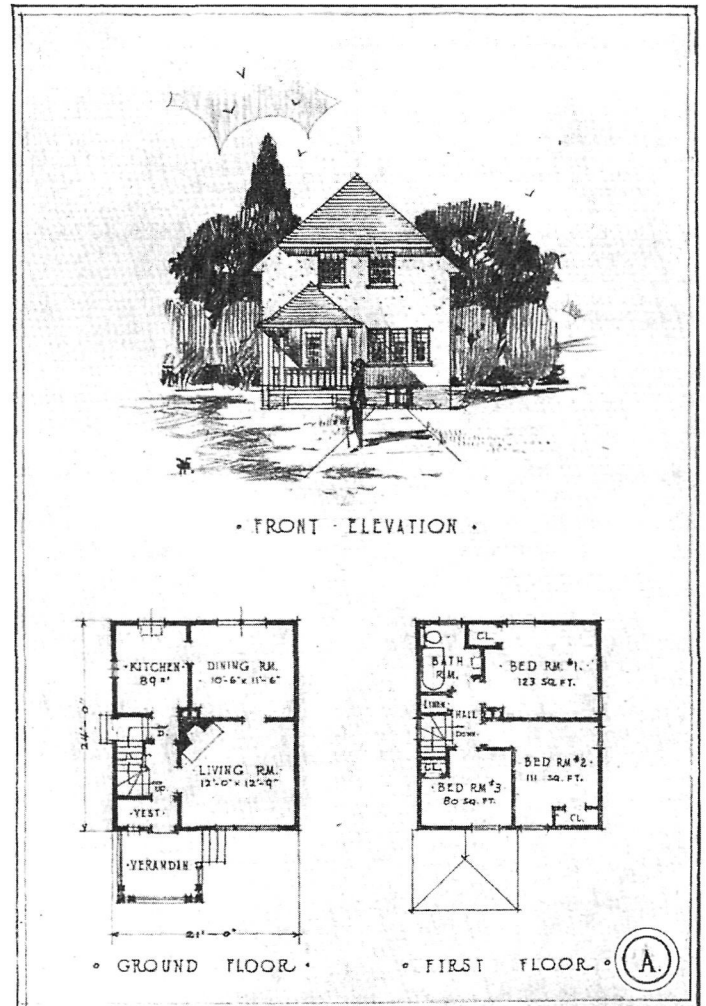 · FRONT · ELEVATION ·
· KITCHEN ·
89 □'
DINING RM.
10'-6" x 11'-6"
24'-0"
D.
LIVING RM.
12'-0" x 12'-9"
UP.
· VEST ·
· VERANDAH ·
21'-0"
· GROUND FLOOR ·
CL.
BATH RM.
BED RM. #1.
123 SQ. FT.
LINEN
HALL
DOWN
CL.
BED RM #2
111 SQ. FT.
BED RM #3
80 SQ. FT.
CL.
· FIRST FLOOR ·
A.